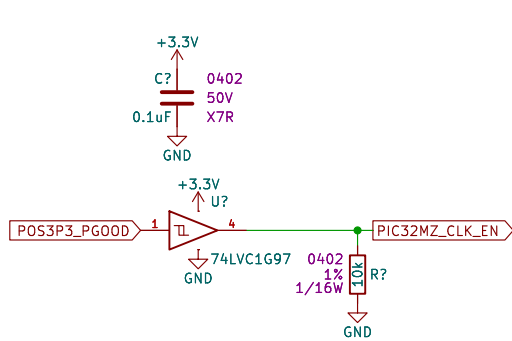 +3.3V
C? 0402
50V
0.1uF X7R
GND
+3.3V
U?
POS3P3_PGOOD 1 4 PIC32MZ_CLK_EN
74LVC1G97
GND
0402
1% 10k R?
1/16W
GND